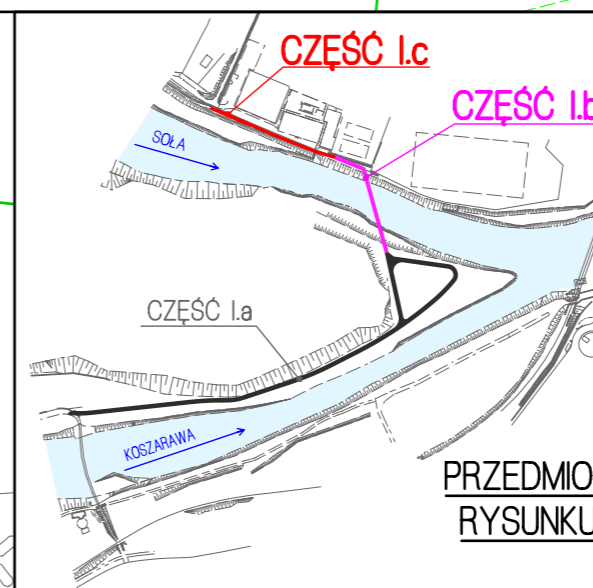 CZĘŚĆ I.c
CZĘŚĆ I.b
SOŁA
CZĘŚĆ I.a
KOSZARAWA
PRZEDMIO
RYSUNKU